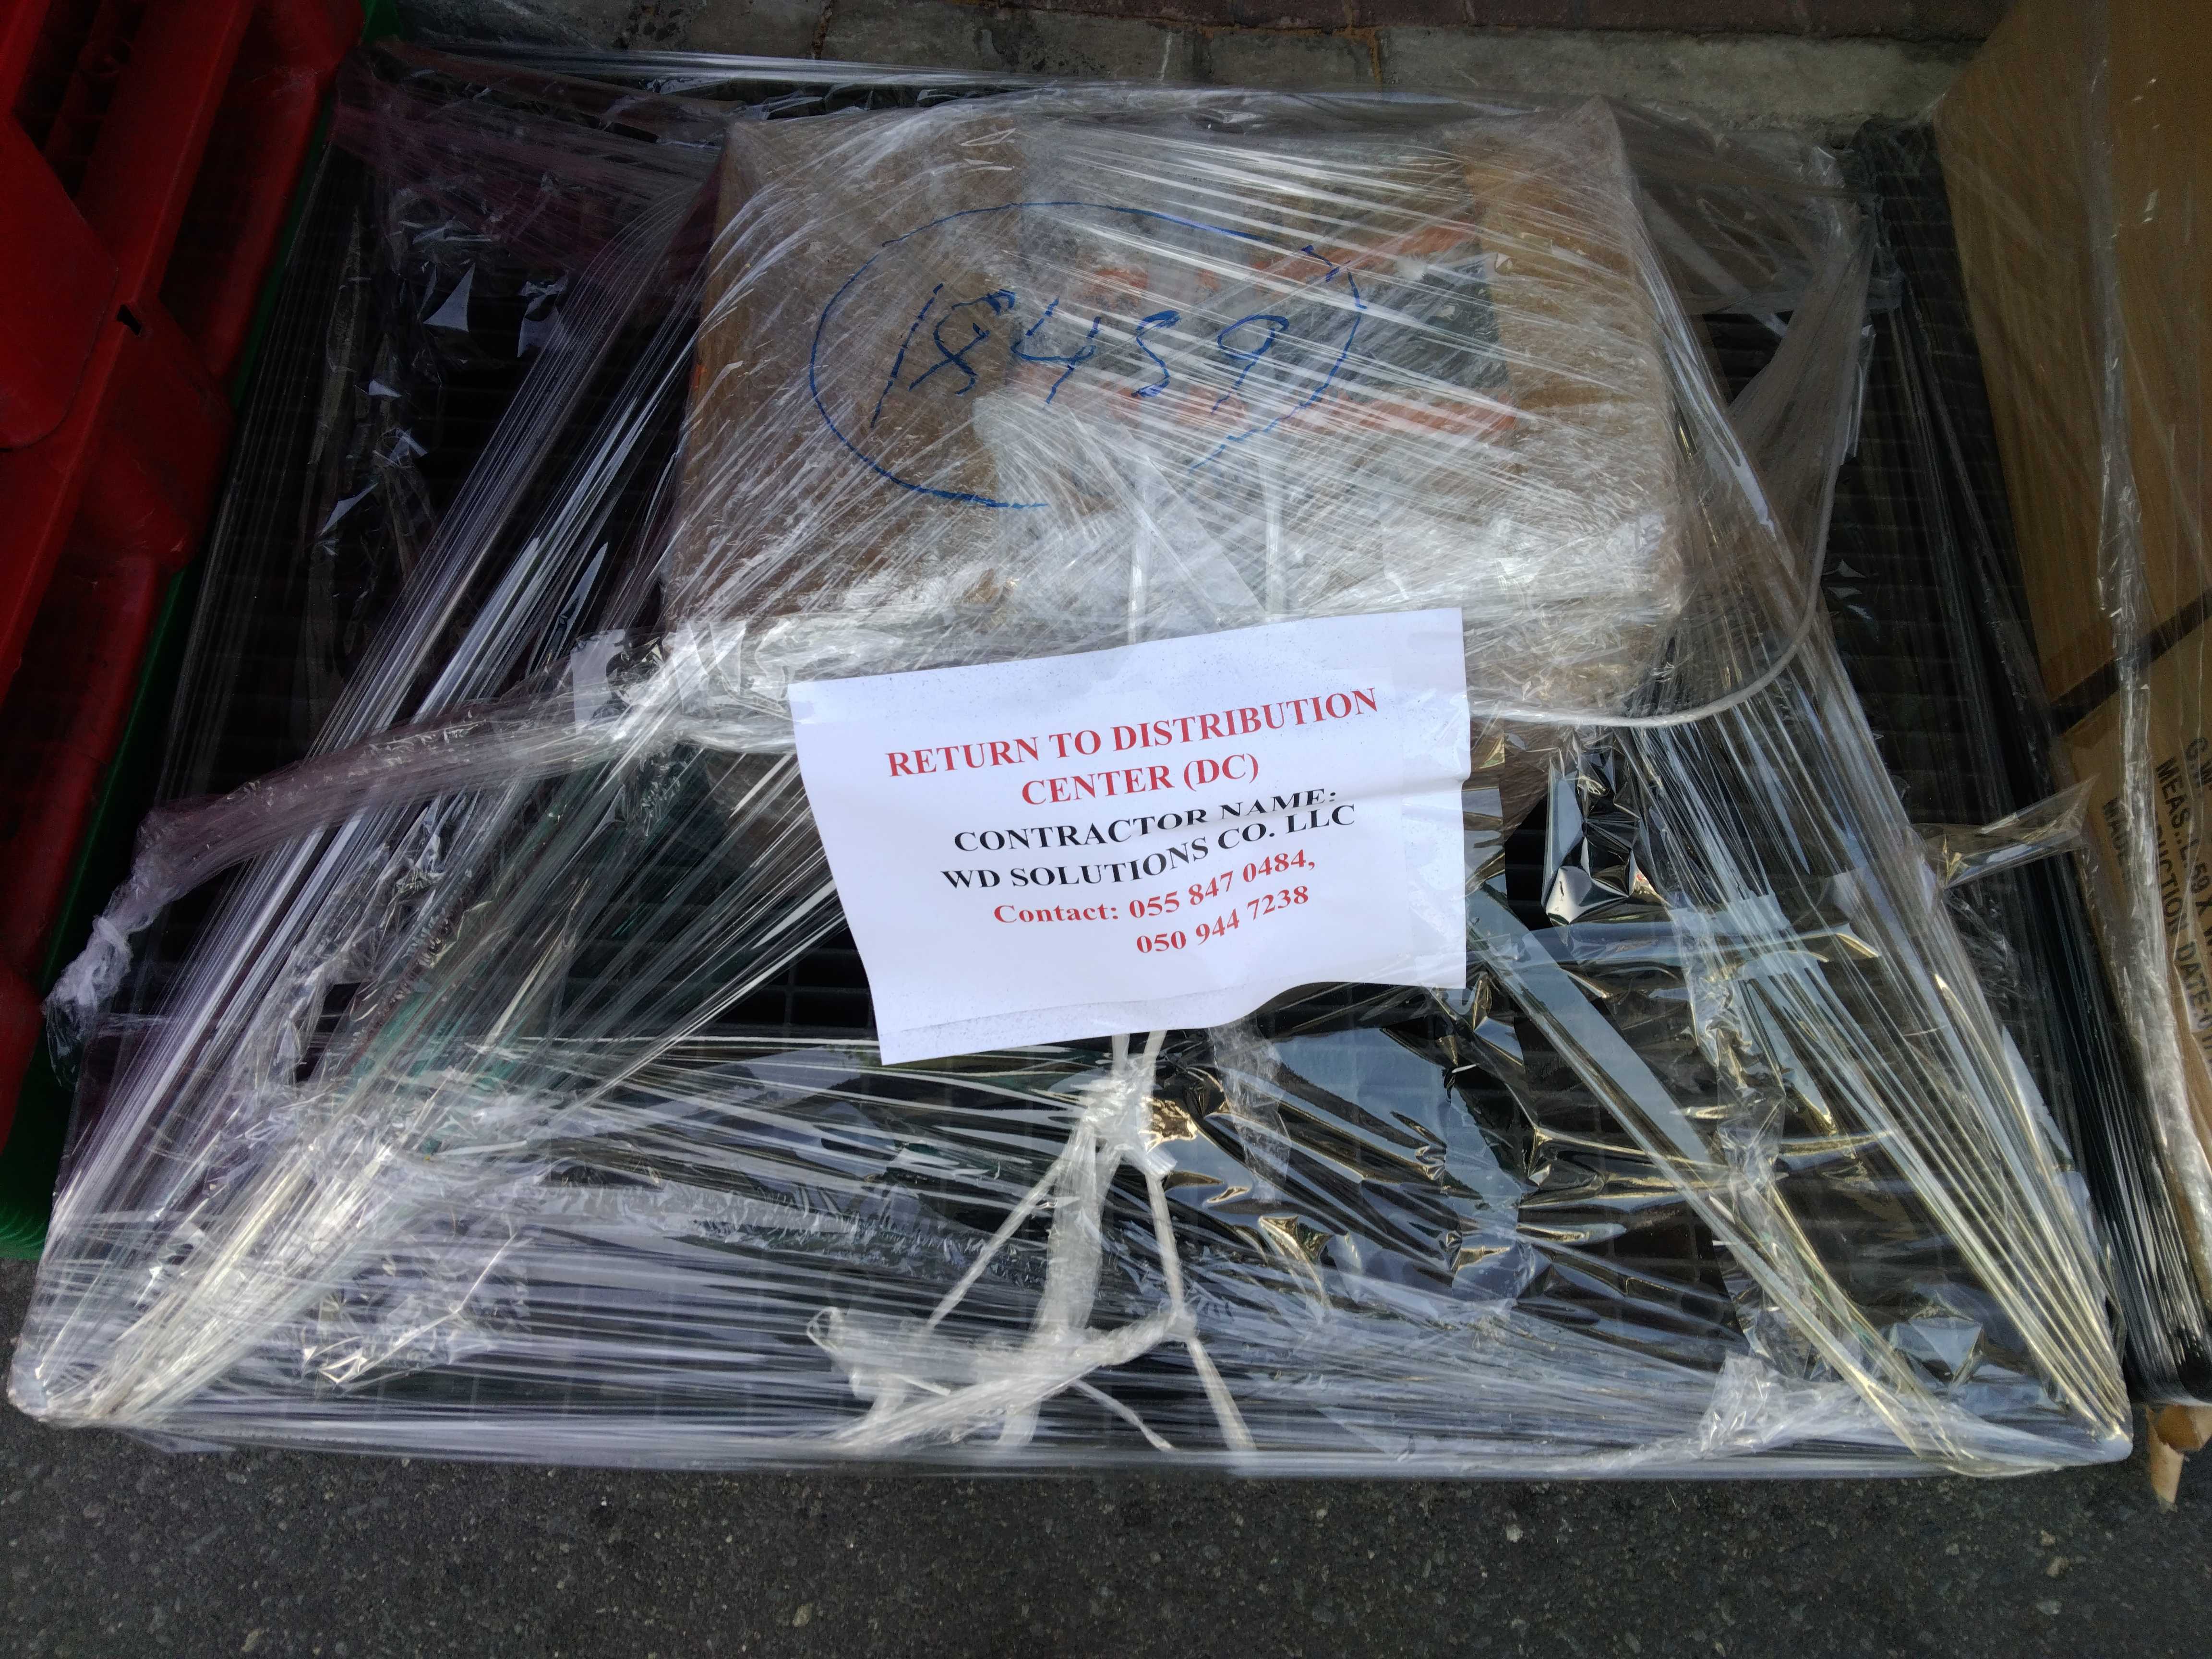 18459
RETURN TO DISTRIBUTION
CENTER (DC)
CONTRACTOR NAME:
WD SOLUTIONS CO. LLC
Contact: 055 847 0484,
050 944 7238